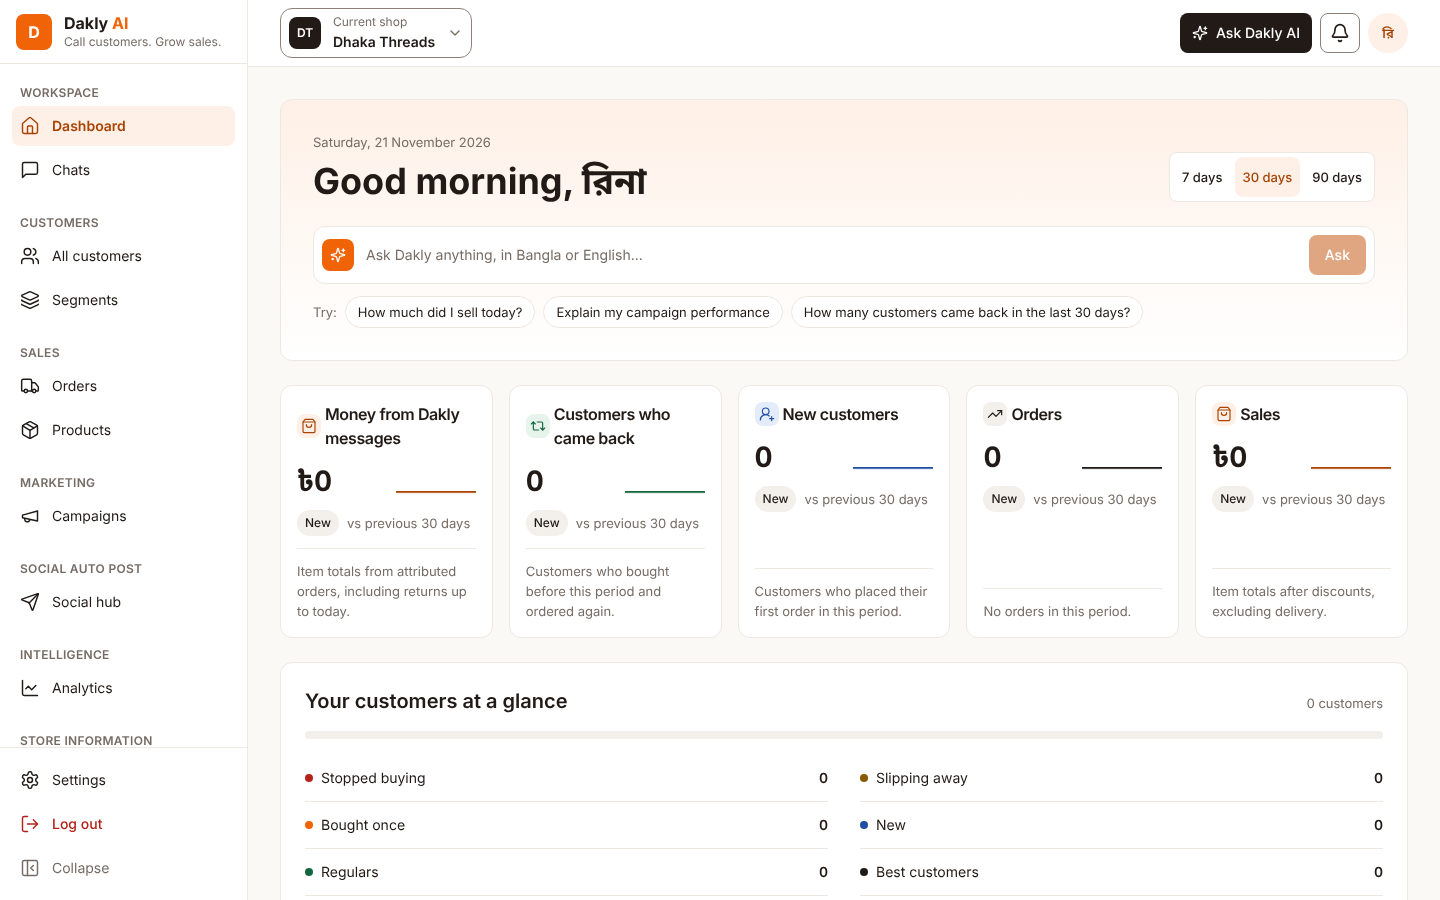 D
Dakly AI
Call customers. Grow sales.
WORKSPACE
Dashboard
Chats
CUSTOMERS
All customers
Segments
SALES
Orders
Products
MARKETING
Campaigns
SOCIAL AUTO POST
Social hub
INTELLIGENCE
Analytics
STORE INFORMATION
Settings
Log out
Collapse
DT
Current shop
Dhaka Threads
Ask Dakly AI
রি
Saturday, 21 November 2026
Good morning, রিনা
7 days
30 days
90 days
Ask Dakly anything, in Bangla or English...
Ask
Try:
How much did I sell today?
Explain my campaign performance
How many customers came back in the last 30 days?
Money from Dakly
messages
৳0
New
vs previous 30 days
Item totals from attributed
orders, including returns up
to today.
Customers who
came back
0
New
vs previous 30 days
Customers who bought
before this period and
ordered again.
New customers
0
New
vs previous 30 days
Customers who placed their
first order in this period.
Orders
0
New
vs previous 30 days
No orders in this period.
Sales
৳0
New
vs previous 30 days
Item totals after discounts,
excluding delivery.
Your customers at a glance
0 customers
Stopped buying
0
Slipping away
0
Bought once
0
New
0
Regulars
0
Best customers
0